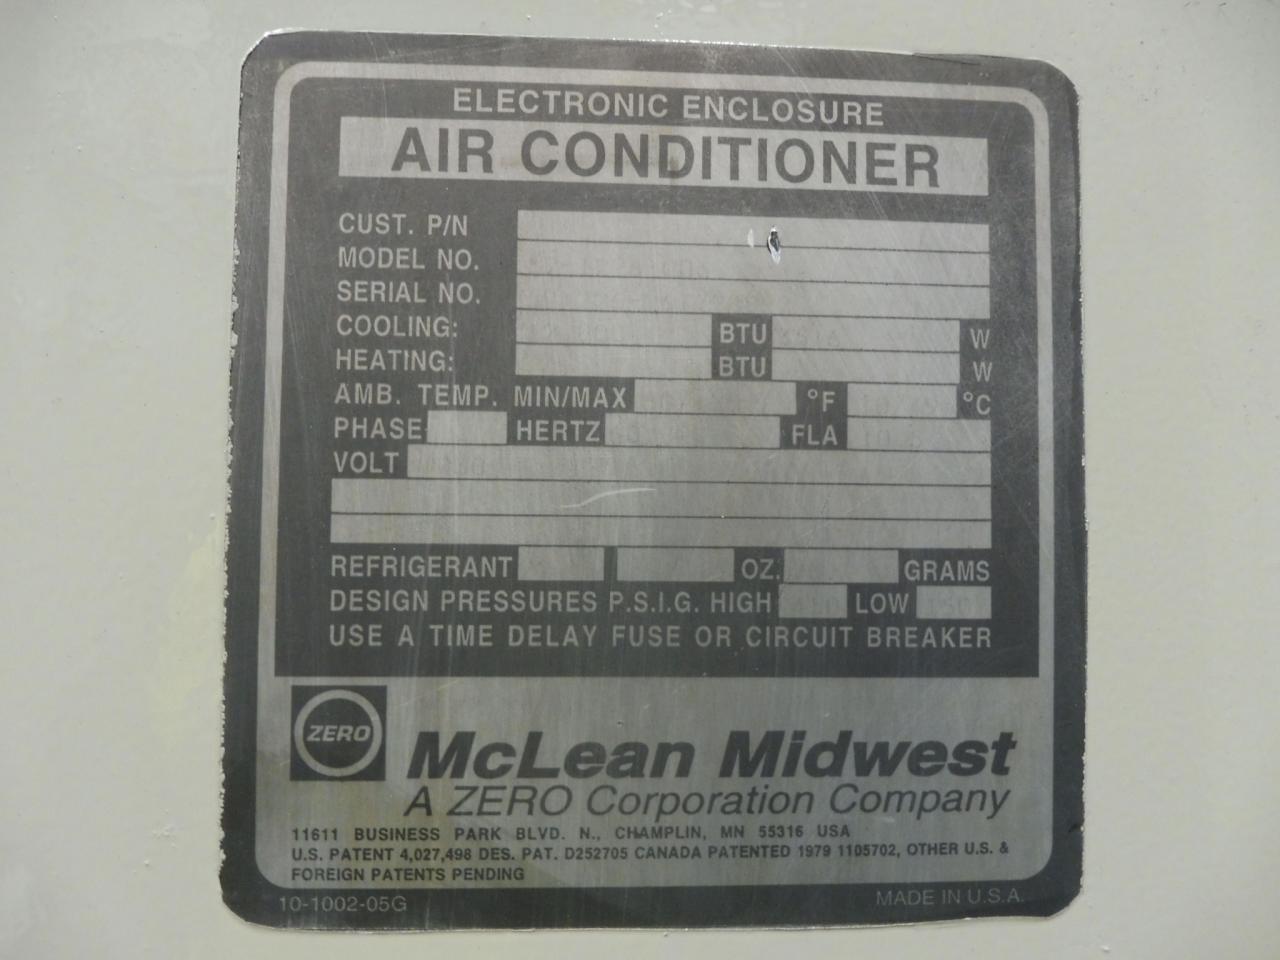 ELECTRONIC ENCLOSURE
AIR CONDITIONER
CUST. P/N
MODEL NO.
SERIAL NO.
COOLING: BTU W
HEATING: BTU W
AMB. TEMP. MIN/MAX °F °C
PHASE HERTZ FLA
VOLT
REFRIGERANT OZ. GRAMS
DESIGN PRESSURES P.S.I.G. HIGH LOW
USE A TIME DELAY FUSE OR CIRCUIT BREAKER
ZERO
McLean Midwest
A ZERO Corporation Company
11611 BUSINESS PARK BLVD. N., CHAMPLIN, MN 55316 USA
U.S. PATENT 4,027,498 DES. PAT. D252705 CANADA PATENTED 1979 1105702, OTHER U.S. &
FOREIGN PATENTS PENDING
10-1002-05G MADE IN U.S.A.